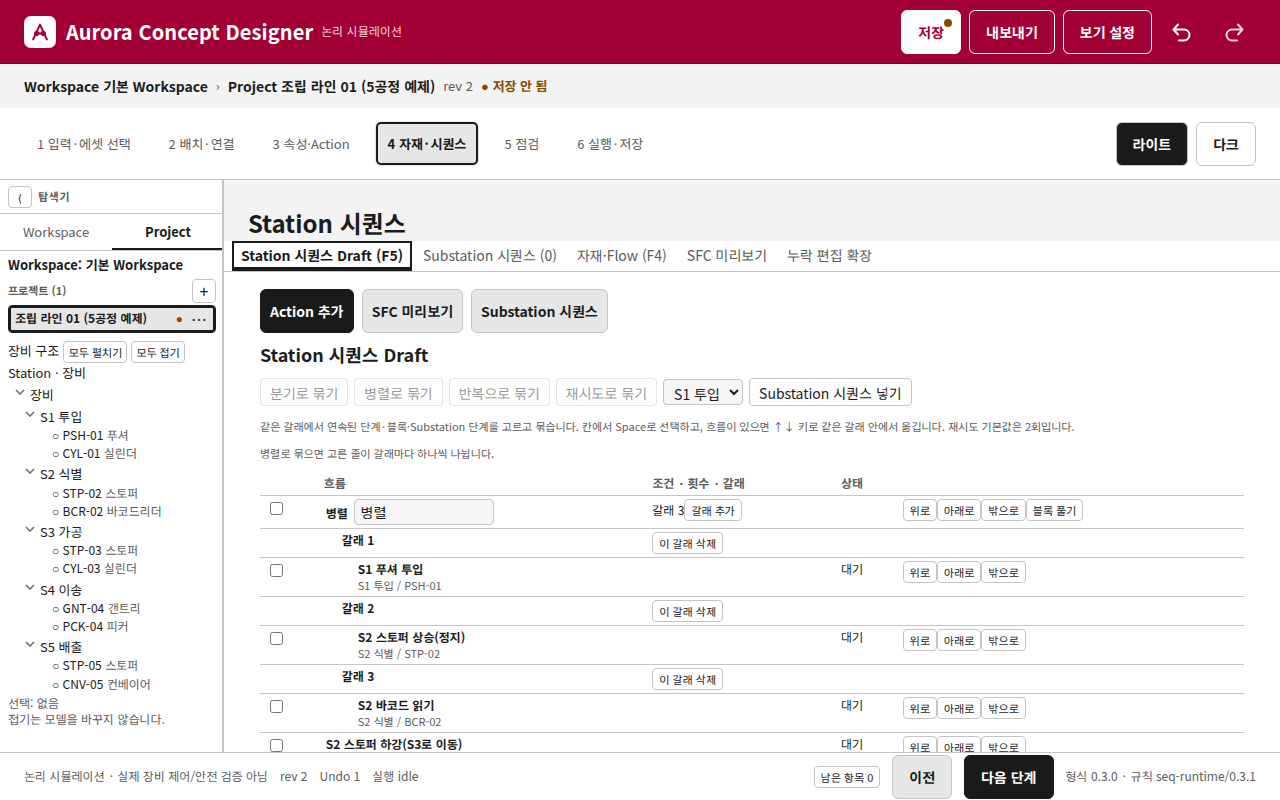 Aurora Concept Designer 논리 시뮬레이션 저장 내보내기 보기 설정
Workspace 기본 Workspace › Project 조립 라인 01 (5공정 예제) rev 2 ● 저장 안 됨
1 입력·에셋 선택 2 배치·연결 3 속성·Action 4 자재·시퀀스 5 점검 6 실행·저장 라이트 다크
⟨ 탐색기
Workspace Project
Workspace: 기본 Workspace
프로젝트 (1) +
조립 라인 01 (5공정 예제) ● ···
장비 구조 모두 펼치기 모두 접기
Station · 장비
장비
S1 투입
○ PSH-01 푸셔
○ CYL-01 실린더
S2 식별
○ STP-02 스토퍼
○ BCR-02 바코드리더
S3 가공
○ STP-03 스토퍼
○ CYL-03 실린더
S4 이송
○ GNT-04 갠트리
○ PCK-04 피커
S5 배출
○ STP-05 스토퍼
○ CNV-05 컨베이어
선택: 없음
접기는 모델을 바꾸지 않습니다.
Station 시퀀스
Station 시퀀스 Draft (F5) Substation 시퀀스 (0) 자재·Flow (F4) SFC 미리보기 누락 편집 확장
Action 추가 SFC 미리보기 Substation 시퀀스
Station 시퀀스 Draft
분기로 묶기 병렬로 묶기 반복으로 묶기 재시도로 묶기 S1 투입 Substation 시퀀스 넣기
같은 갈래에서 연속된 단계·블록·Substation 단계를 고르고 묶습니다. 칸에서 Space로 선택하고, 흐름이 있으면 ↑↓ 키로 같은 갈래 안에서 옮깁니다. 재시도 기본값은 2회입니다.
병렬로 묶으면 고른 줄이 갈래마다 하나씩 나뉩니다.
흐름 조건 · 횟수 · 갈래 상태
병렬 병렬 갈래 3 갈래 추가 위로 아래로 밖으로 블록 풀기
갈래 1 이 갈래 삭제
S1 푸셔 투입 대기 위로 아래로 밖으로
S1 투입 / PSH-01
갈래 2 이 갈래 삭제
S2 스토퍼 상승(정지) 대기 위로 아래로 밖으로
S2 식별 / STP-02
갈래 3 이 갈래 삭제
S2 바코드 읽기 대기 위로 아래로 밖으로
S2 식별 / BCR-02
S2 스토퍼 하강(S3로 이동) 대기 위로 아래로 밖으로
논리 시뮬레이션 · 실제 장비 제어/안전 검증 아님 rev 2 Undo 1 실행 idle 남은 항목 0 이전 다음 단계 형식 0.3.0 · 규칙 seq-runtime/0.3.1